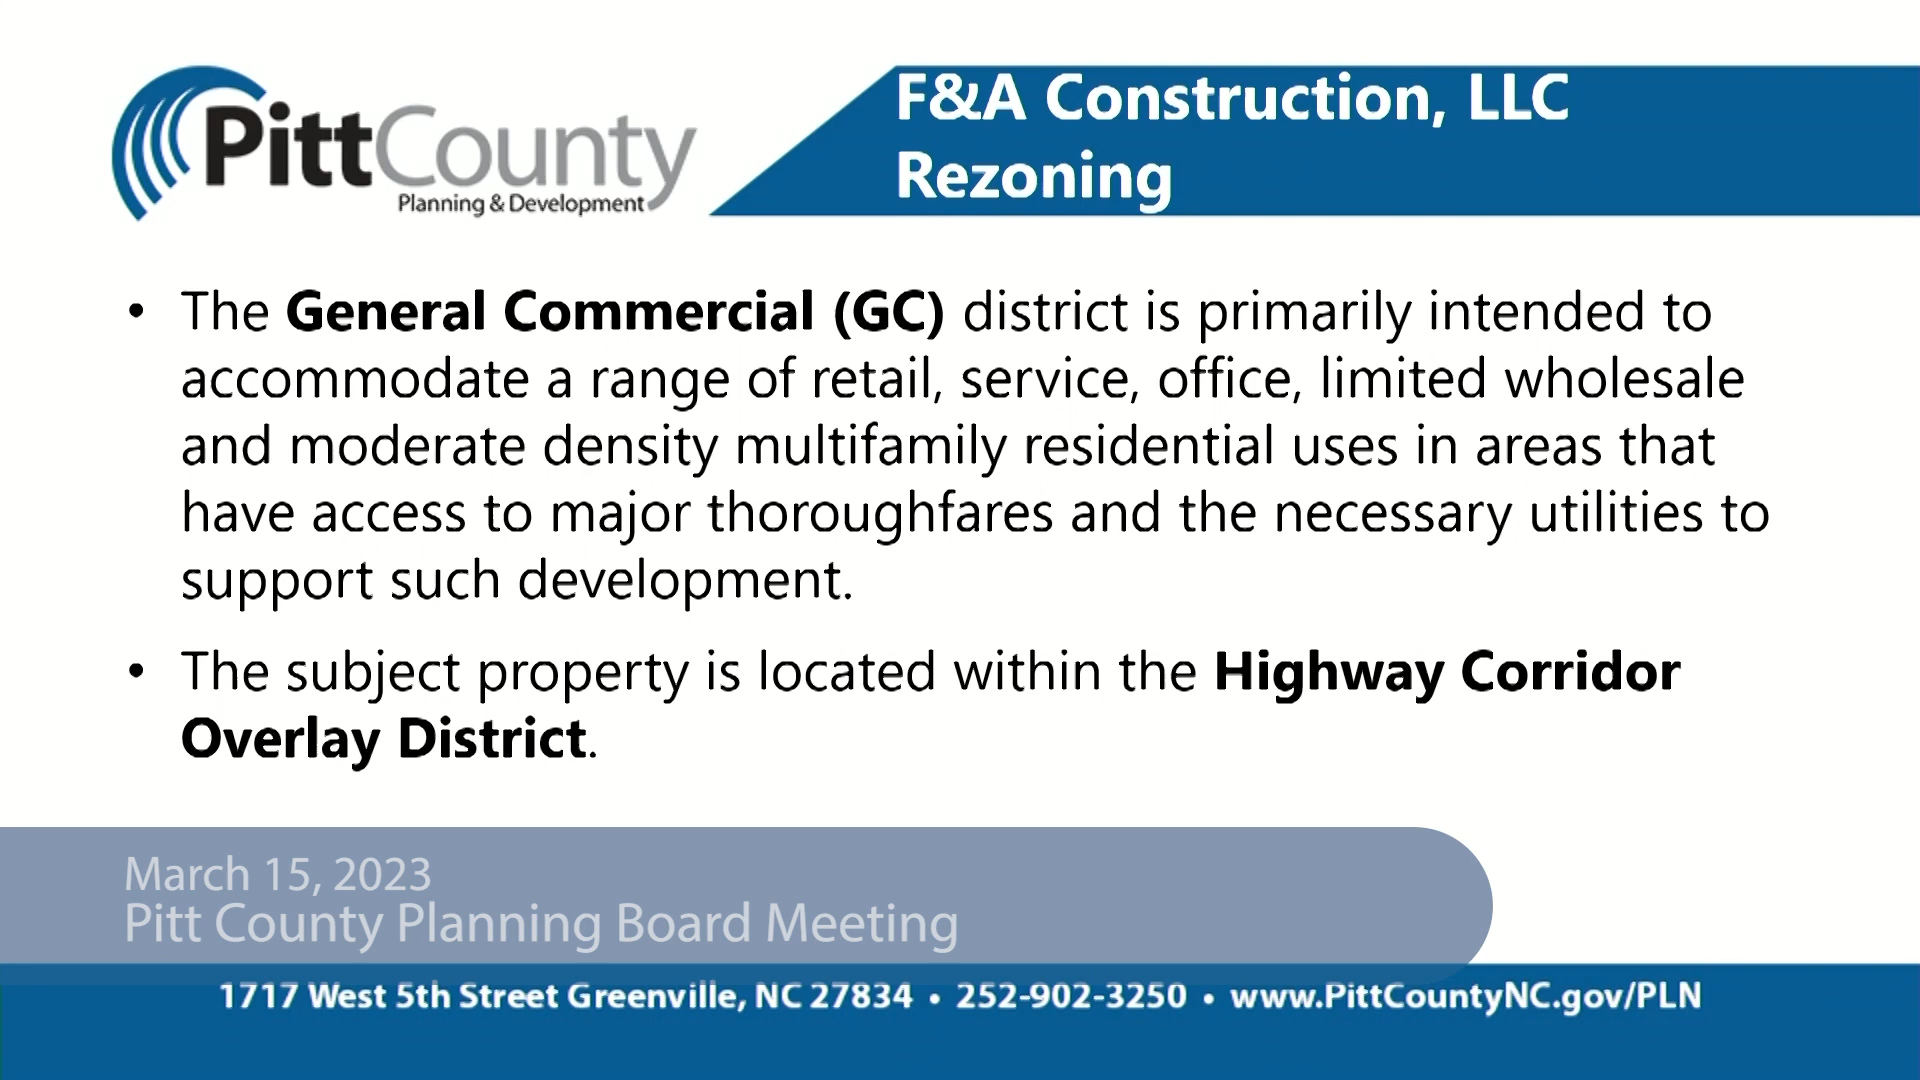 PittCounty
Planning & Development
F&A Construction, LLC
Rezoning
• The General Commercial (GC) district is primarily intended to
accommodate a range of retail, service, office, limited wholesale
and moderate density multifamily residential uses in areas that
have access to major thoroughfares and the necessary utilities to
support such development.
• The subject property is located within the Highway Corridor
Overlay District.
March 15, 2023
Pitt County Planning Board Meeting
1717 West 5th Street Greenville, NC 27834 • 252-902-3250 • www.PittCountyNC.gov/PLN